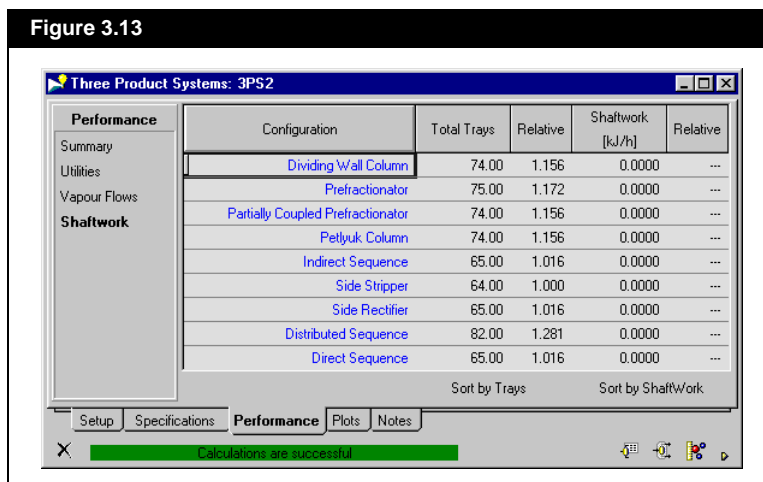 Figure 3.13
Three Product Systems: 3PS2
Performance
Summary
Utilities
Vapour Flows
Shaftwork
Configuration Total Trays Relative Shaftwork [kJ/h] Relative
Dividing Wall Column 74.00 1.156 0.0000 ---
Prefractionator 75.00 1.172 0.0000 ---
Partially Coupled Prefractionator 74.00 1.156 0.0000 ---
Petlyuk Column 74.00 1.156 0.0000 ---
Indirect Sequence 65.00 1.016 0.0000 ---
Side Stripper 64.00 1.000 0.0000 ---
Side Rectifier 65.00 1.016 0.0000 ---
Distributed Sequence 82.00 1.281 0.0000 ---
Direct Sequence 65.00 1.016 0.0000 ---
Sort by Trays Sort by ShaftWork
Setup Specifications Performance Plots Notes
Calculations are successful